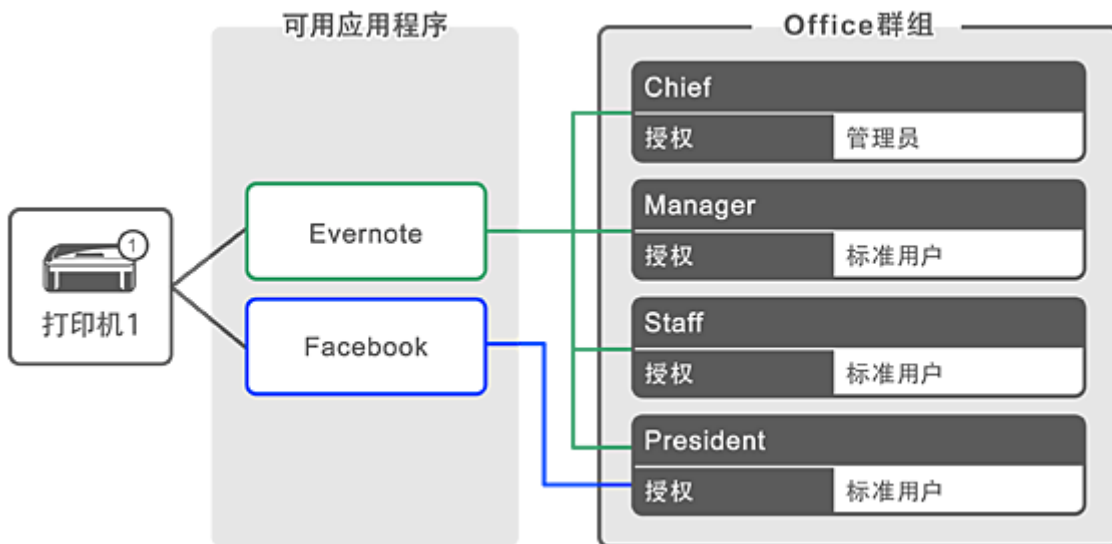 可用应用程序
Office群组
1
打印机1
Evernote
Facebook
Chief
授权 管理员
Manager
授权 标准用户
Staff
授权 标准用户
President
授权 标准用户